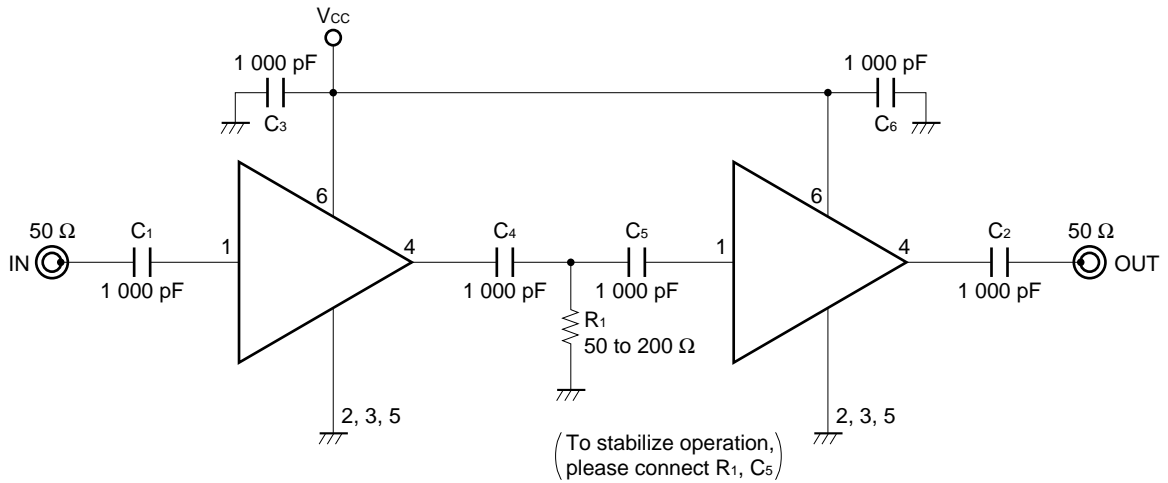 VCC
1 000 pF
C3
1 000 pF
C6
6
6
50 Ω
IN
C1
1 000 pF
1
4
C4
1 000 pF
C5
1 000 pF
1
4
C2
1 000 pF
50 Ω
OUT
R1
50 to 200 Ω
2, 3, 5
2, 3, 5
(To stabilize operation,
please connect R1, C5)